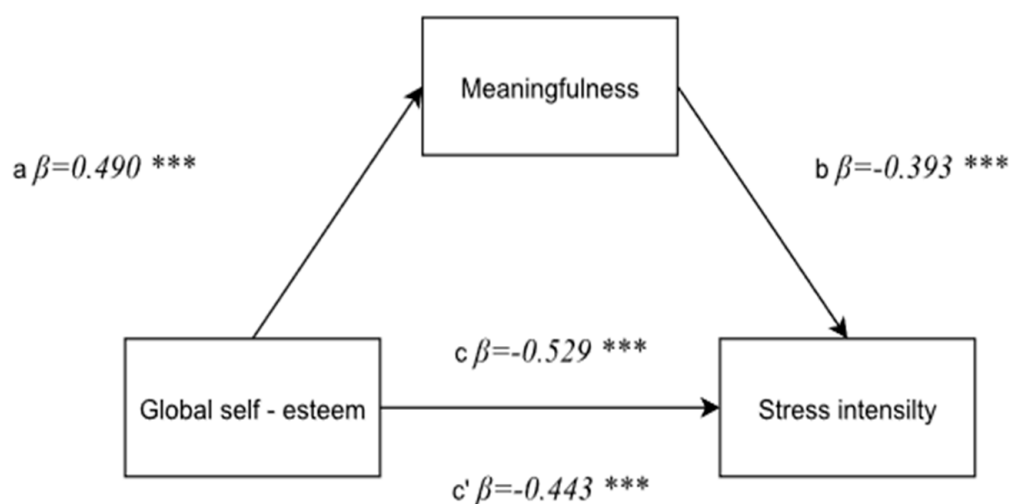 Meaningfulness
a β=0.490 ***
b β=-0.393 ***
c β=-0.529 ***
Global self - esteem
Stress intensilty
c' β=-0.443 ***